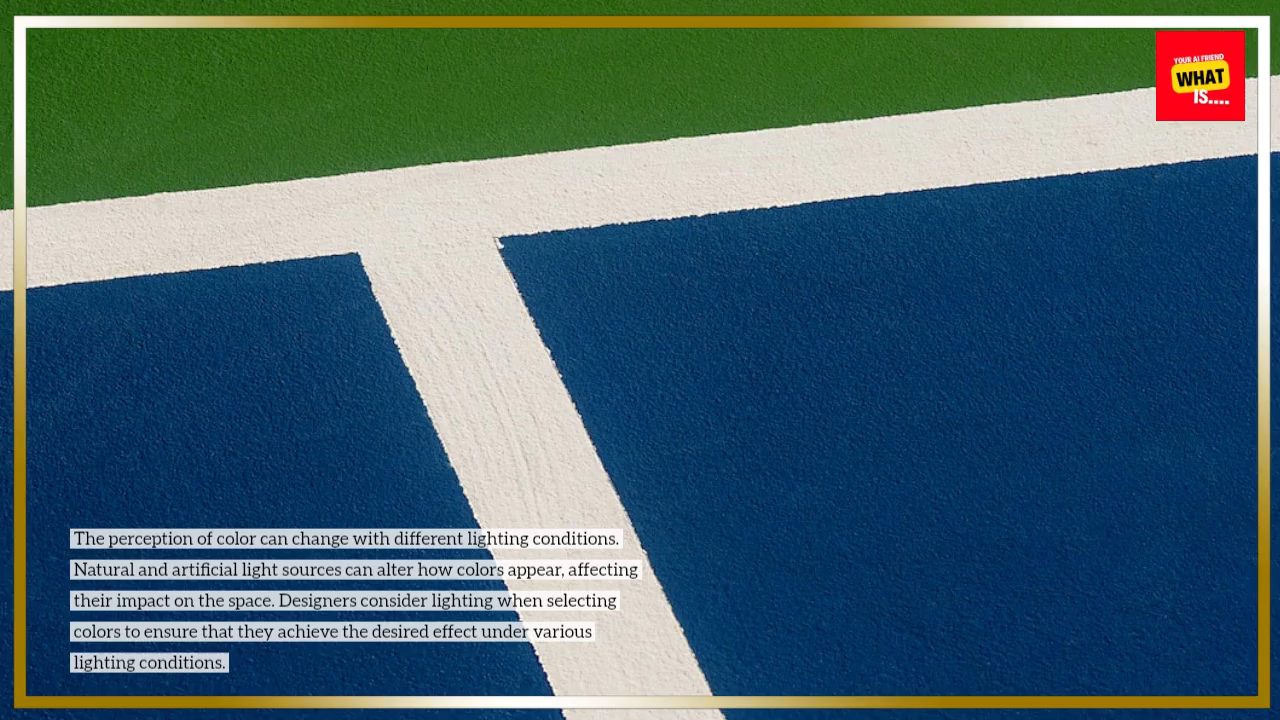 YOUR AI FRIEND
WHAT
IS....
The perception of color can change with different lighting conditions.
Natural and artificial light sources can alter how colors appear, affecting
their impact on the space. Designers consider lighting when selecting
colors to ensure that they achieve the desired effect under various
lighting conditions.